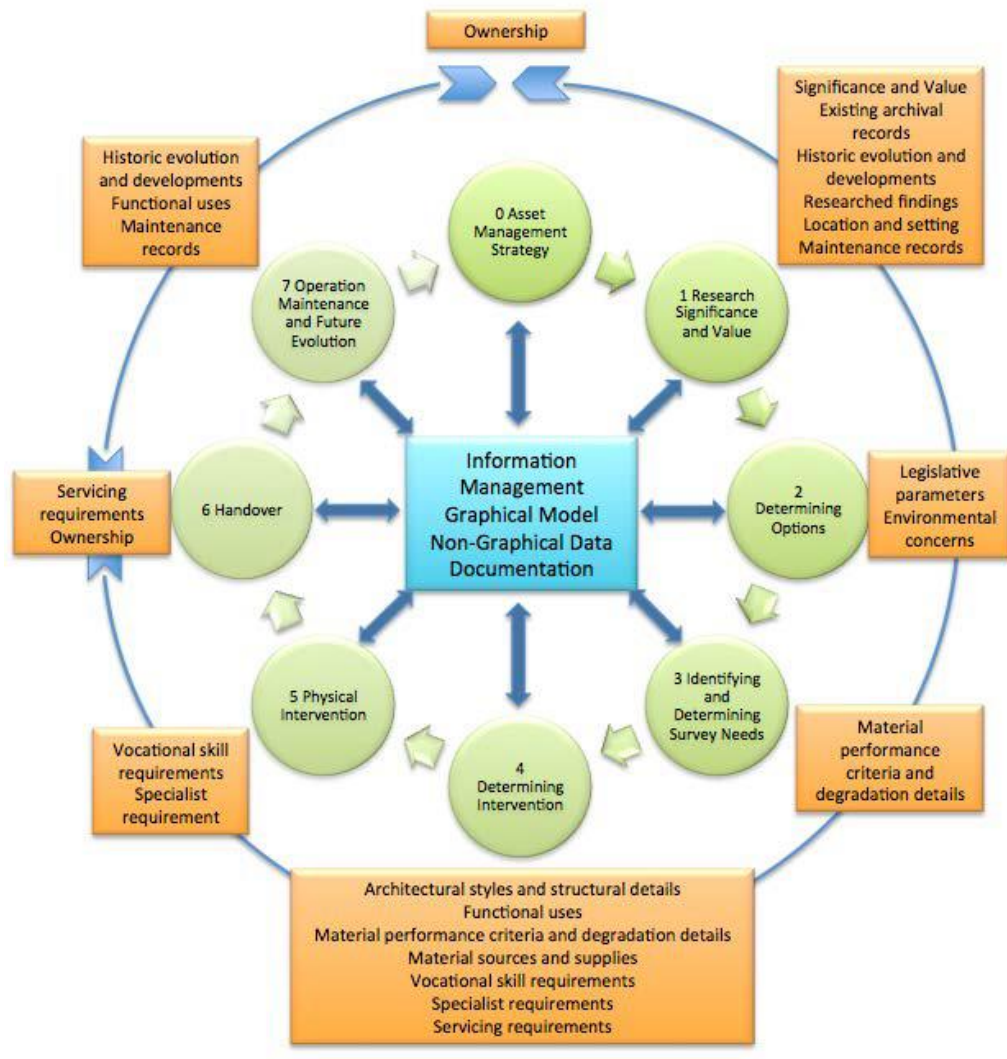 Ownership
Significance and Value
Existing archival
records
Historic evolution and
developments
Researched findings
Location and setting
Maintenance records
Historic evolution
and developments
Functional uses
Maintenance
records
0 Asset
Management
Strategy
7 Operation
Maintenance
and Future
Evolution
1 Research
Significance
and Value
Information
Management
Graphical Model
Non-Graphical Data
Documentation
Servicing
requirements
Ownership
6 Handover
2
Determining
Options
Legislative
parameters
Environmental
concerns
5 Physical
Intervention
3 Identifying
and
Determining
Survey Needs
Vocational skill
requirements
Specialist
requirement
4
Determining
Intervention
Material
performance
criteria and
degradation details
Architectural styles and structural details
Functional uses
Material performance criteria and degradation details
Material sources and supplies
Vocational skill requirements
Specialist requirements
Servicing requirements